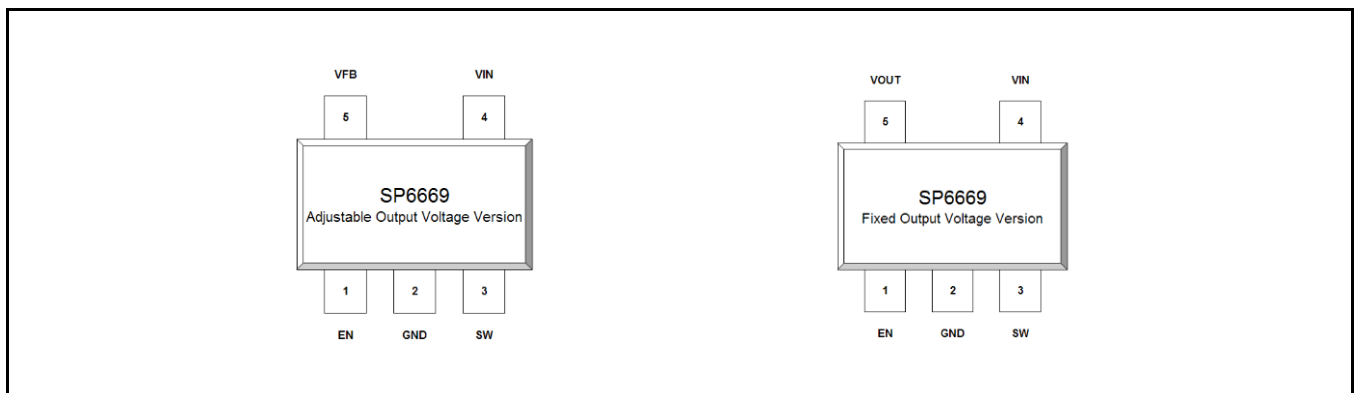 VFB VIN
5 4
SP6669
Adjustable Output Voltage Version
1 2 3
EN GND SW
VOUT VIN
5 4
SP6669
Fixed Output Voltage Version
1 2 3
EN GND SW